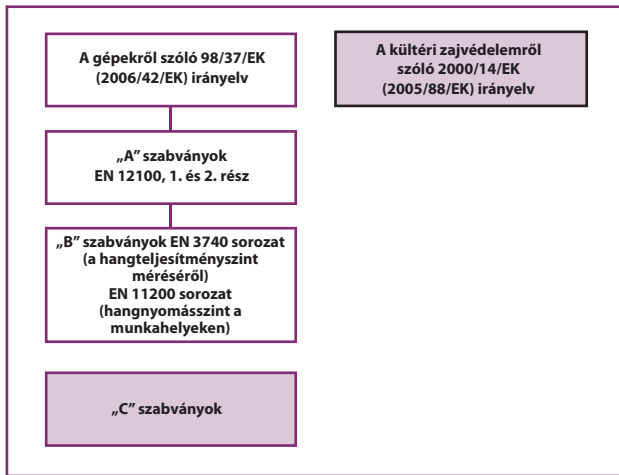 A gépekről szóló 98/37/EK
(2006/42/EK) irányelv
A kültéri zajvédelemről
szóló 2000/14/EK
(2005/88/EK) irányelv
„A” szabványok
EN 12100, 1. és 2. rész
„B” szabványok EN 3740 sorozat
(a hangteljesítményszint
méréséről)
EN 11200 sorozat
(hangnyomásszint a
munkahelyeken)
„C” szabványok